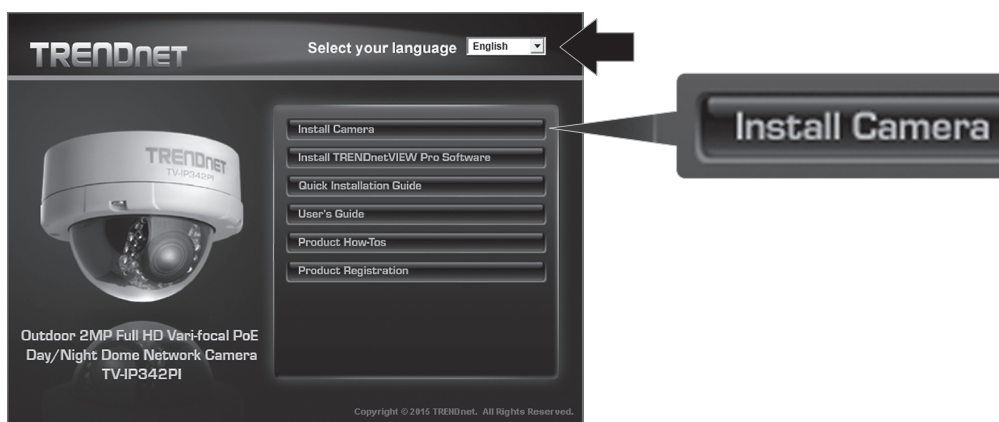 TRENDnet
Select your language English
Install Camera
Install Camera
Install TRENDnetVIEW Pro Software
Quick Installation Guide
User's Guide
Product How-Tos
Product Registration
TRENDnet
TV-IP342PI
Outdoor 2MP Full HD Vari-focal PoE
Day/Night Dome Network Camera
TV-IP342PI
Copyright © 2015 TRENDnet. All Rights Reserved.